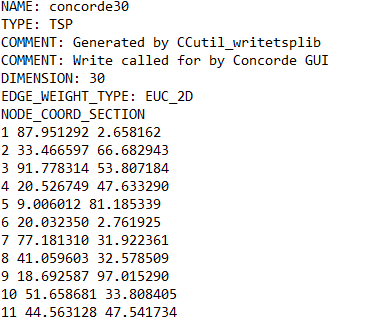 NAME: concorde30
TYPE: TSP
COMMENT: Generated by CCutil_writetsplib
COMMENT: Write called for by Concorde GUI
DIMENSION: 30
EDGE_WEIGHT_TYPE: EUC_2D
NODE_COORD_SECTION
1 87.951292 2.658162
2 33.466597 66.682943
3 91.778314 53.807184
4 20.526749 47.633290
5 9.006012 81.185339
6 20.032350 2.761925
7 77.181310 31.922361
8 41.059603 32.578509
9 18.692587 97.015290
10 51.658681 33.808405
11 44.563128 47.541734